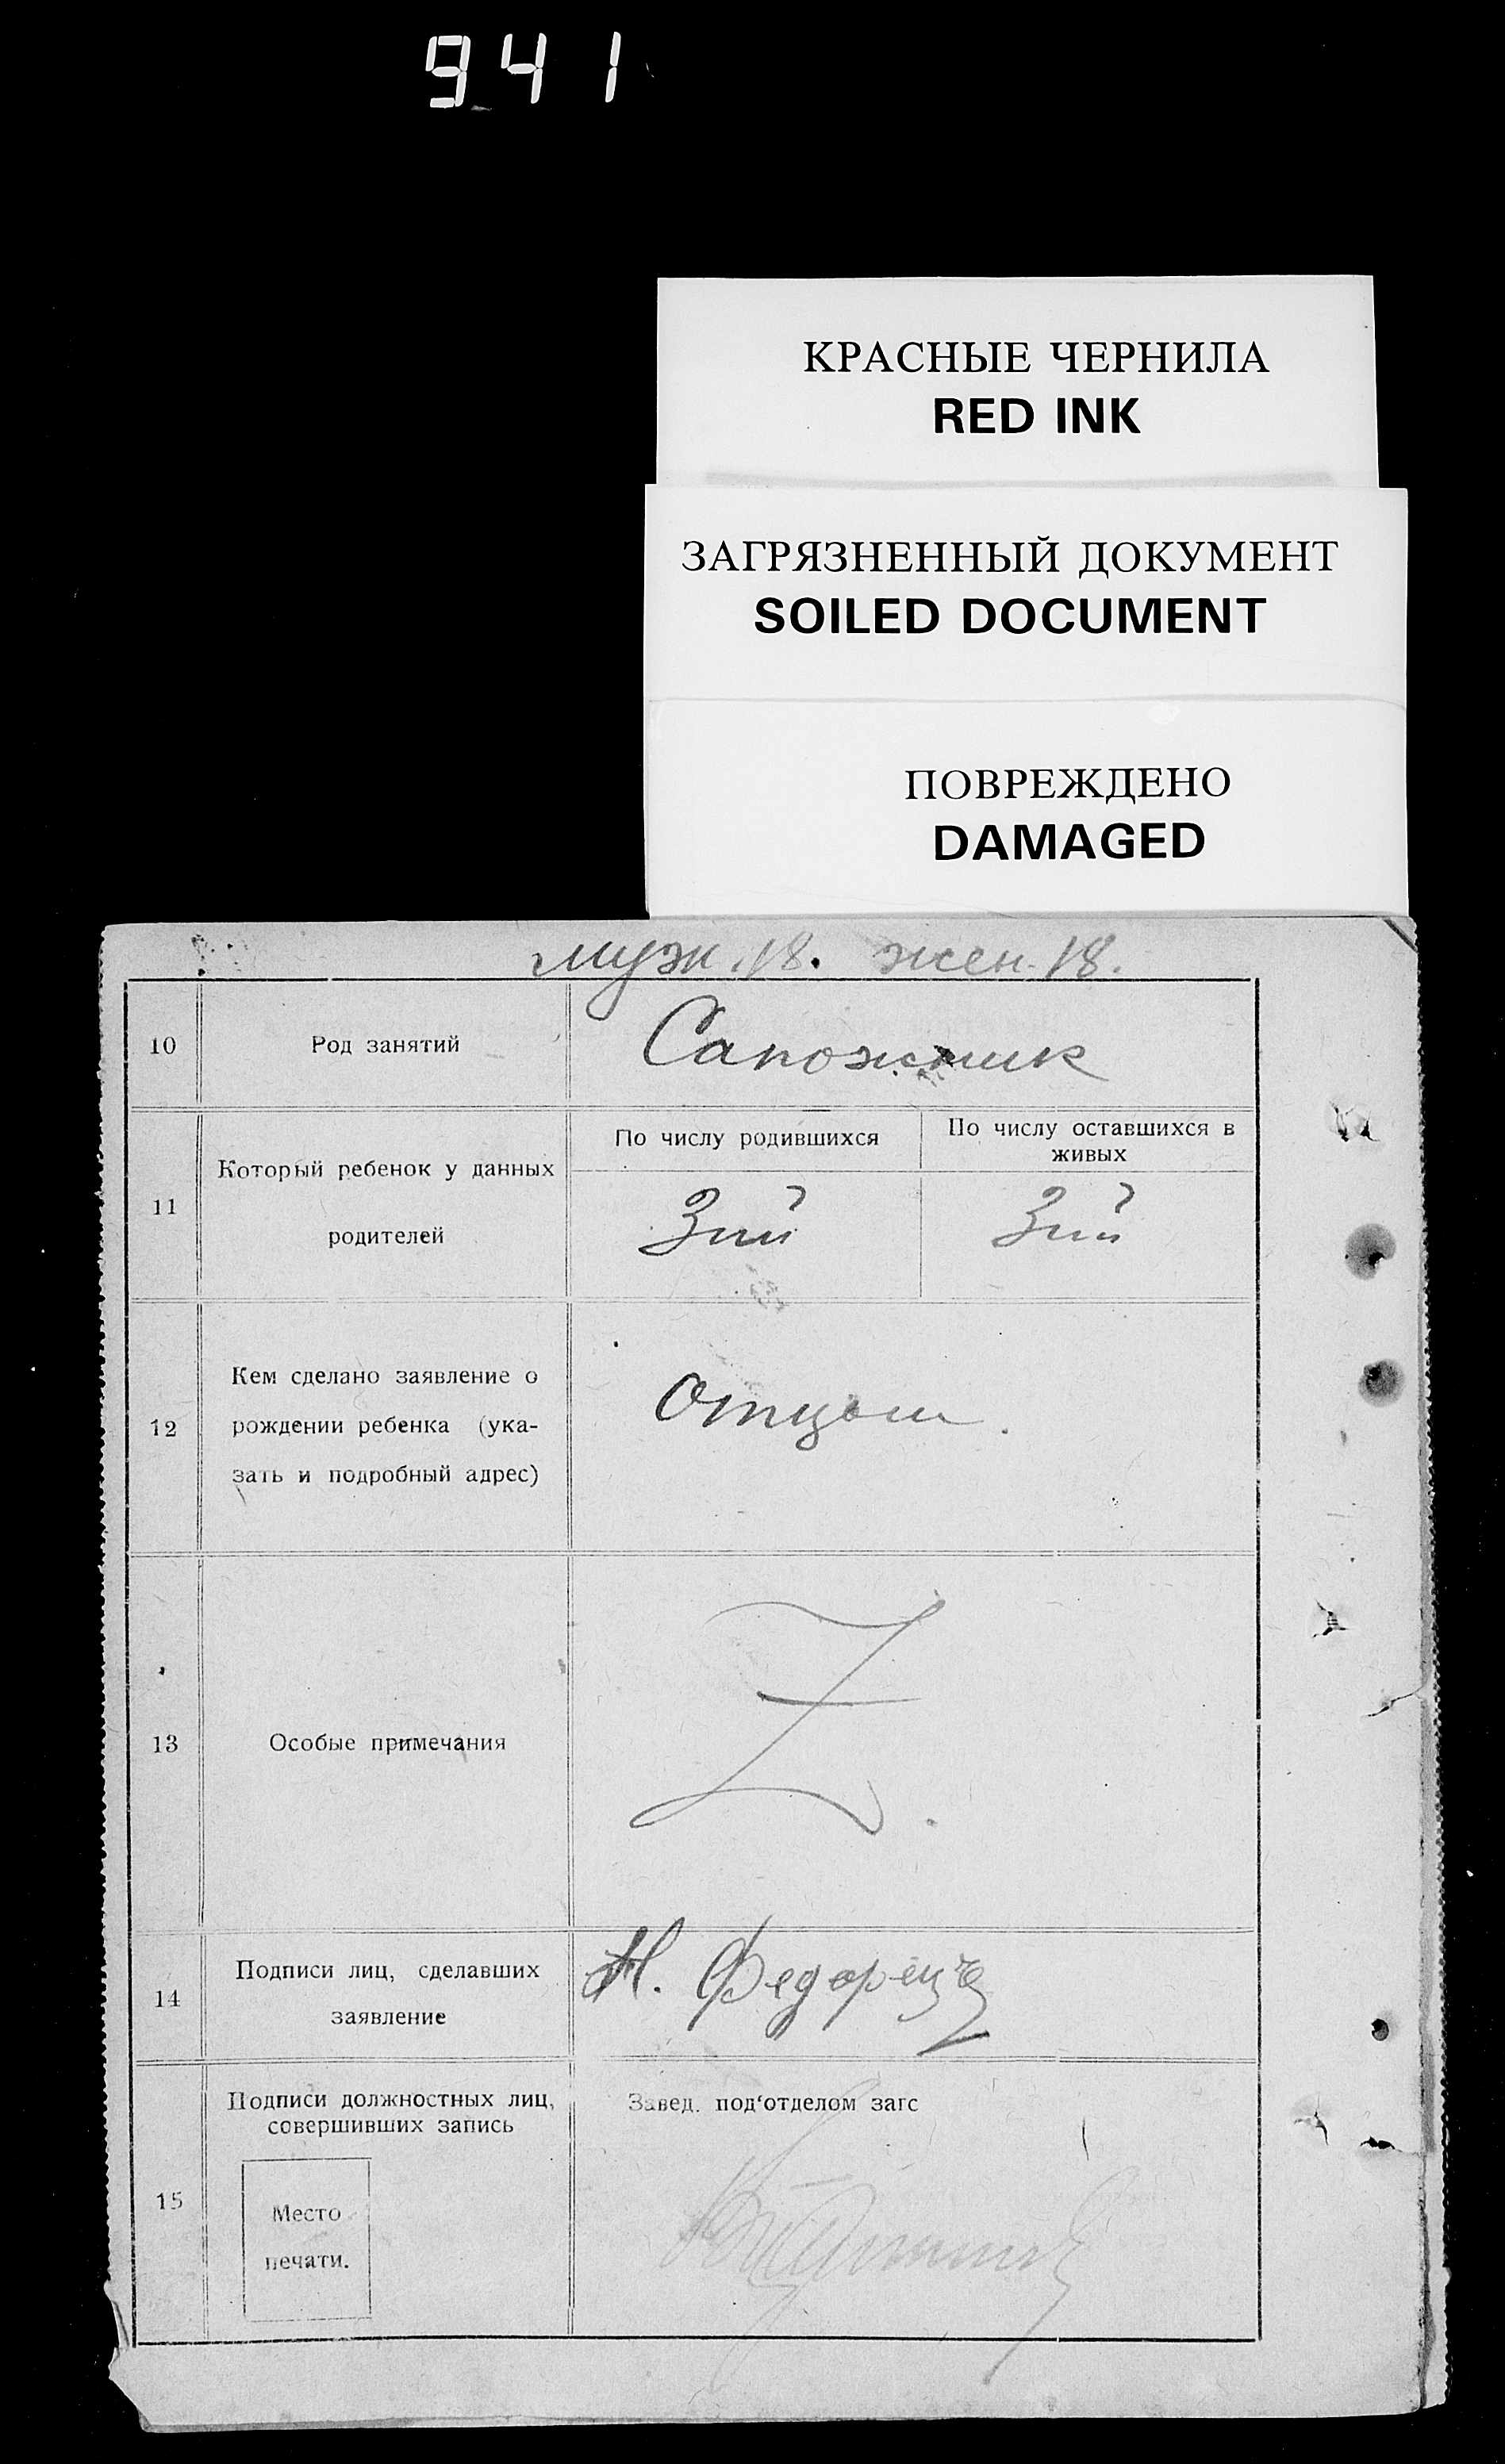 941
КРАСНЫЕ ЧЕРНИЛА
RED INK
ЗАГРЯЗНЕННЫЙ ДОКУМЕНТ
SOILED DOCUMENT
ПОВРЕЖДЕНО
DAMAGED
муж. 18. жен. 18.
10 Род занятий Сапожник
11 Который ребенок у данных родителей
По числу родившихся
По числу оставшихся в
живых
3ий 3ий
12 Кем сделано заявление о
рождении ребенка (ука-
зать и подробный адрес)
Отцом.
13 Особые примечания
Z.
14 Подписи лиц, сделавших
заявление
Н.
15 Подписи должностных лиц,
совершивших запись
Место
печати.
Завед. под‘отделом загс